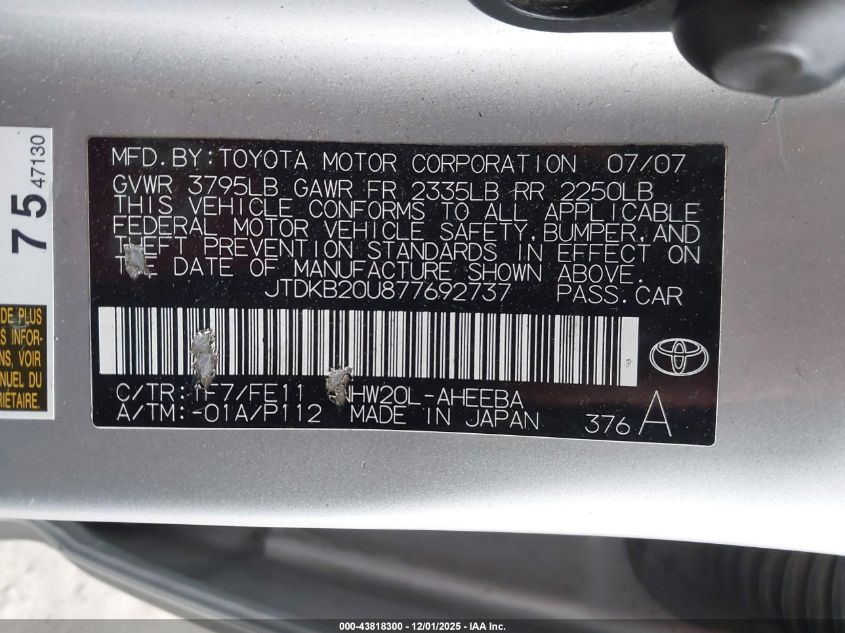 75
47130
DE PLUS
S INFOR-
NS, VOIR
NUEL DU
RIÉTAIRE.
MFD. BY: TOYOTA MOTOR CORPORATION 07/07
GVWR 3795LB GAWR FR 2335LB RR 2250LB
THIS VEHICLE CONFORMS TO ALL APPLICABLE
FEDERAL MOTOR VEHICLE SAFETY, BUMPER, AND
THEFT PREVENTION STANDARDS IN EFFECT ON
THE DATE OF MANUFACTURE SHOWN ABOVE.
JTDKB20U877692737 PASS.CAR
C/TR: 1F7/FE11 NHW20L-AHEEBA
A/TM: -01A/P112 MADE IN JAPAN 376 A
000-43818300 - 12/01/2025 - IAA Inc.